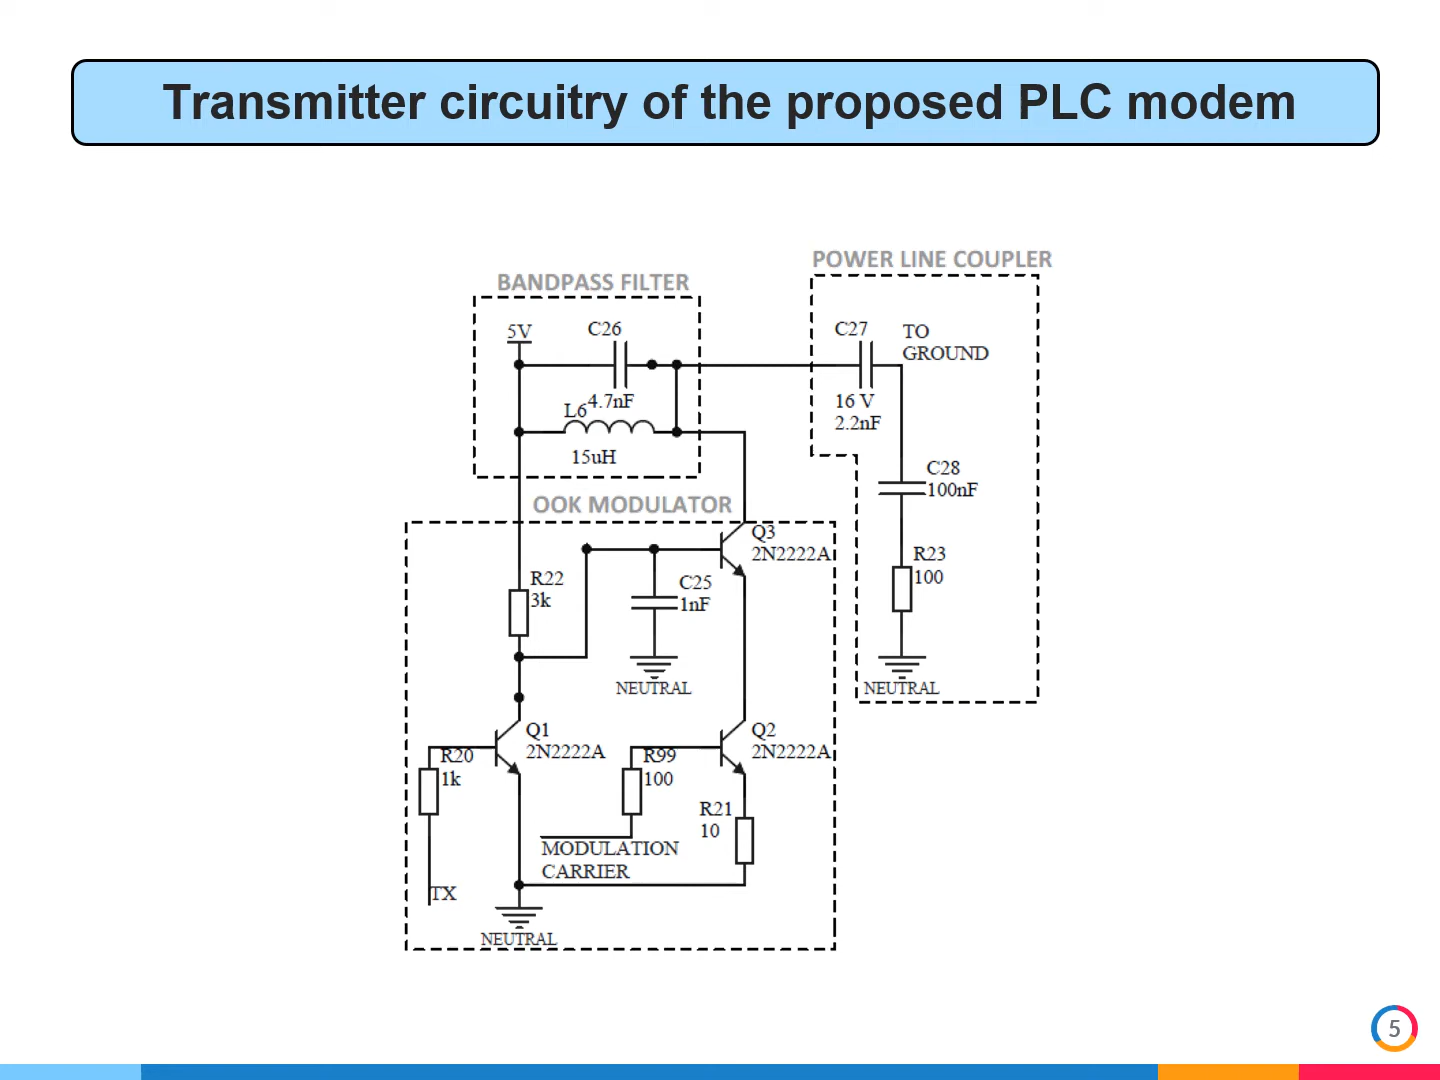 Transmitter circuitry of the proposed PLC modem
POWER LINE COUPLER
BANDPASS FILTER
5V
C26
4.7nF
L6
15uH
C27
16 V
2.2nF
TO
GROUND
C28
100nF
R23
100
NEUTRAL
OOK MODULATOR
Q3
2N2222A
R22
3k
C25
1nF
NEUTRAL
Q1
2N2222A
R20
1k
TX
R99
100
Q2
2N2222A
R21
10
MODULATION
CARRIER
NEUTRAL
5